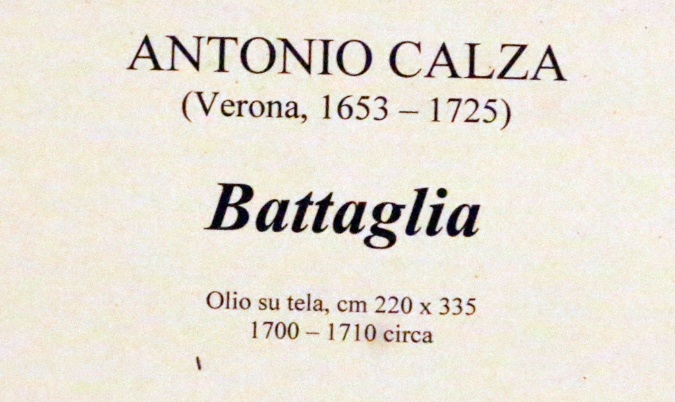 ANTONIO CALZA
(Verona, 1653 – 1725)
Battaglia
Olio su tela, cm 220 x 335
1700 – 1710 circa